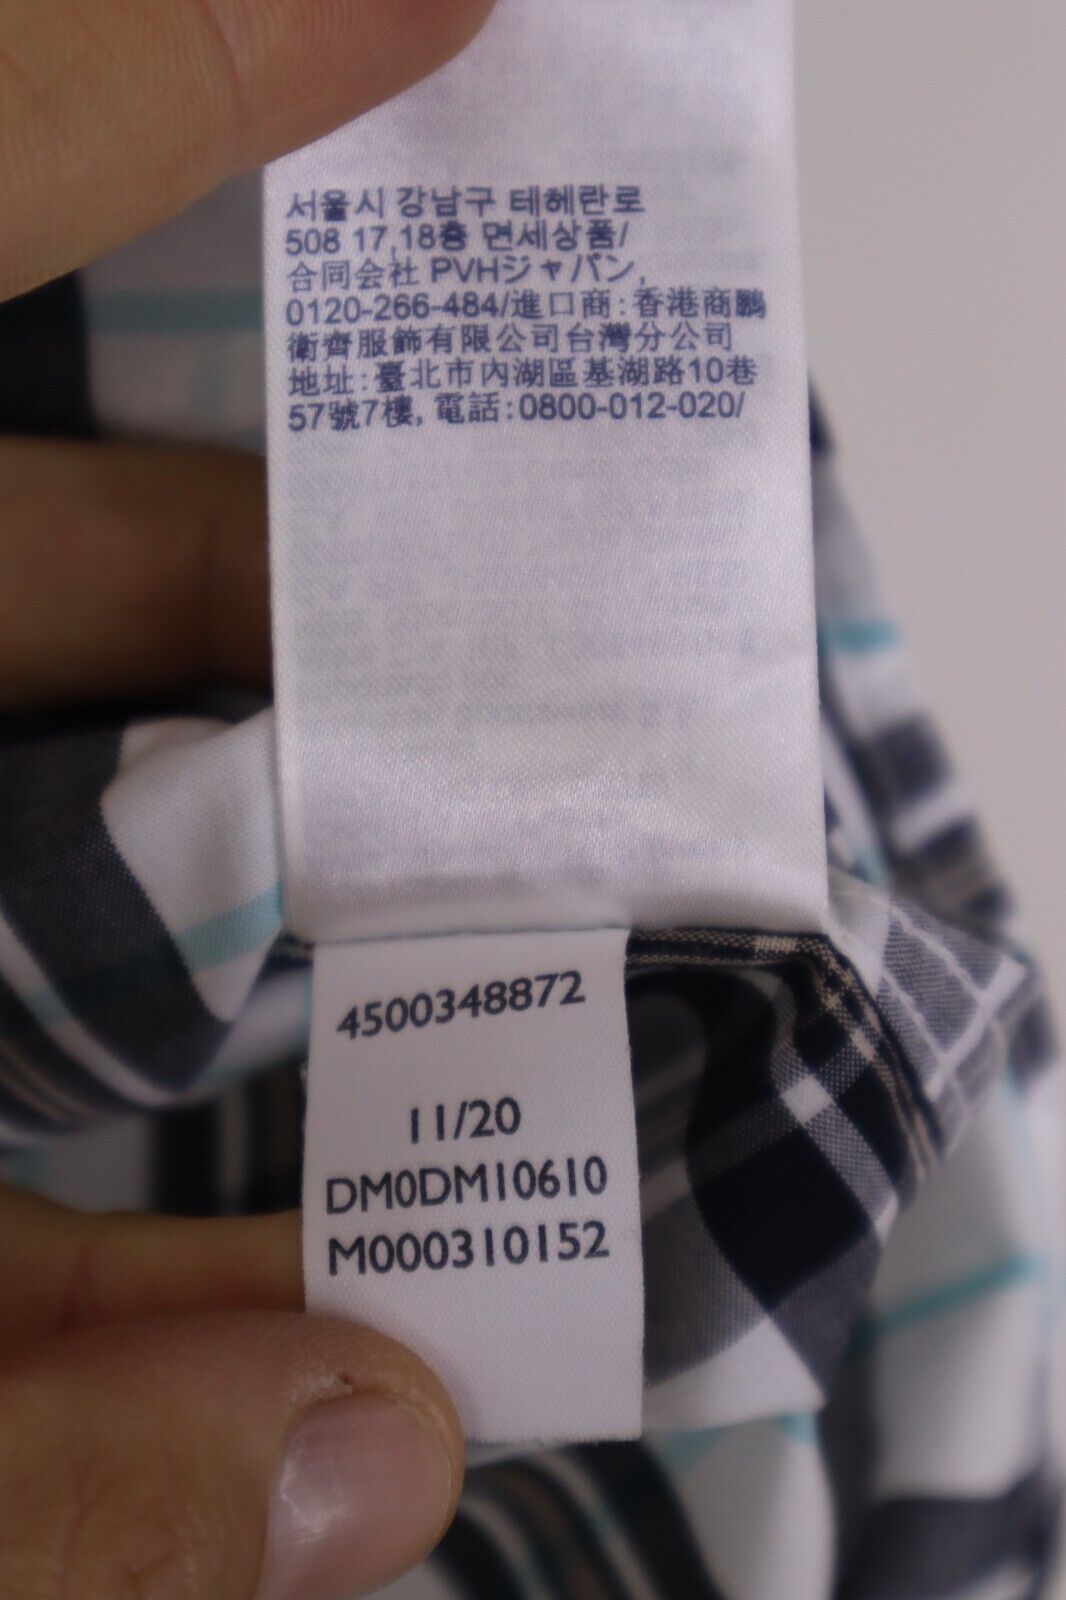 서울시 강남구 테헤란로
508 17,18층 면세상품/
合同会社 PVHジャパン,
0120-266-484/進口商:香港商鵬
衛齊服飾有限公司台灣分公司
地址:臺北市內湖區基湖路10巷
57號7樓,電話:0800-012-020/
4500348872
11/20
DM0DM10610
M000310152